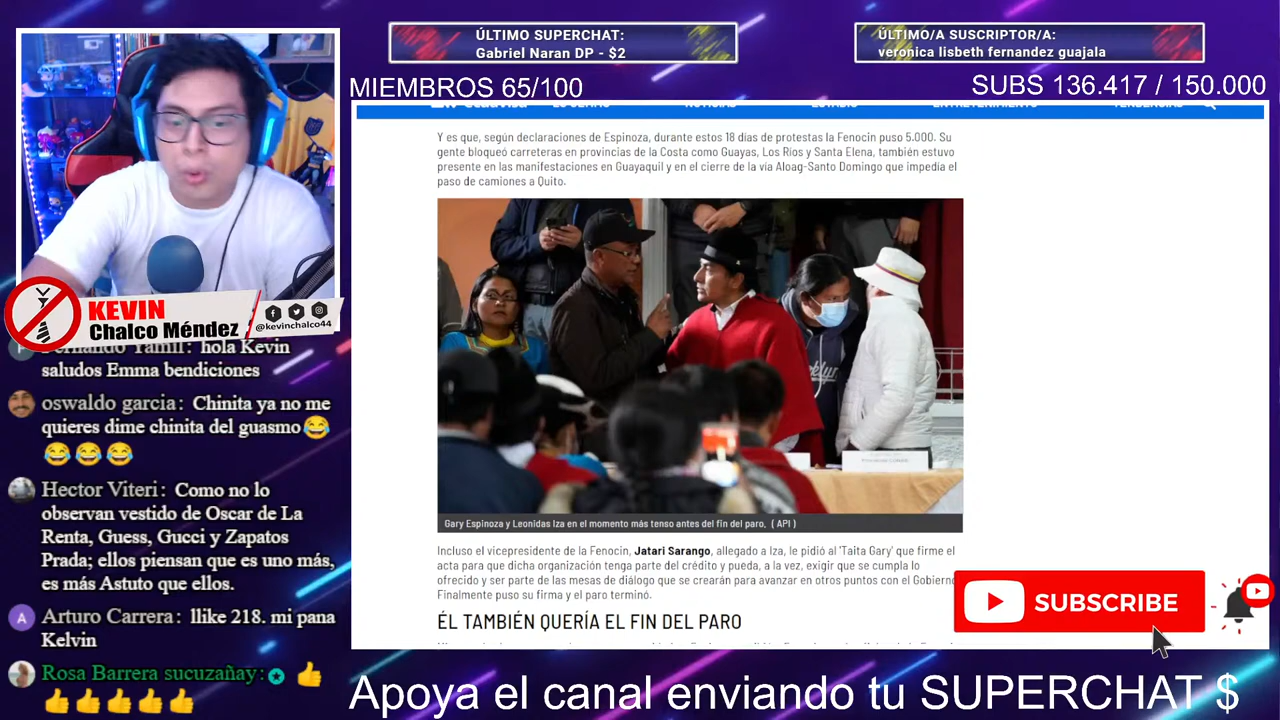 ÚLTIMO SUPERCHAT:
Gabriel Naran DP - $2
ÚLTIMO/A SUSCRIPTOR/A:
veronica lisbeth fernandez guajala
MIEMBROS 65/100
SUBS 136.417 / 150.000
Y es que, según declaraciones de Espinoza, durante estos 18 días de protestas la Fenocin puso 5.000. Su
gente bloqueó carreteras en provincias de la Costa como Guayas, Los Ríos y Santa Elena, también estuvo
presente en las manifestaciones en Guayaquil y en el cierre de la vía Aloag-Santo Domingo que impedía el
paso de camiones a Quito.
Gary Espinoza y Leonidas Iza en el momento más tenso antes del fin del paro. ( API )
Incluso el vicepresidente de la Fenocin, Jatari Sarango, allegado a Iza, le pidió al 'Taita Gary' que firme el
acta para que dicha organización tenga parte del crédito y pueda, a la vez, exigir que se cumpla lo
ofrecido y ser parte de las mesas de diálogo que se crearán para avanzar en otros puntos con el Gobierno
Finalmente puso su firma y el paro terminó.
ÉL TAMBIÉN QUERÍA EL FIN DEL PARO
SUBSCRIBE
KEVIN
Chalco Méndez
@kevinchalco44
Fernando Yamil: hola Kevin
saludos Emma bendiciones
oswaldo garcia: Chinita ya no me
quieres dime chinita del guasmo😂
😂😂😂
Hector Viteri: Como no lo
observan vestido de Oscar de La
Renta, Guess, Gucci y Zapatos
Prada; ellos piensan que es uno más,
es más Astuto que ellos.
A
Arturo Carrera: llike 218. mi pana
Kelvin
Rosa Barrera sucuzañay: 👍
👍👍👍👍👍
Apoya el canal enviando tu SUPERCHAT $